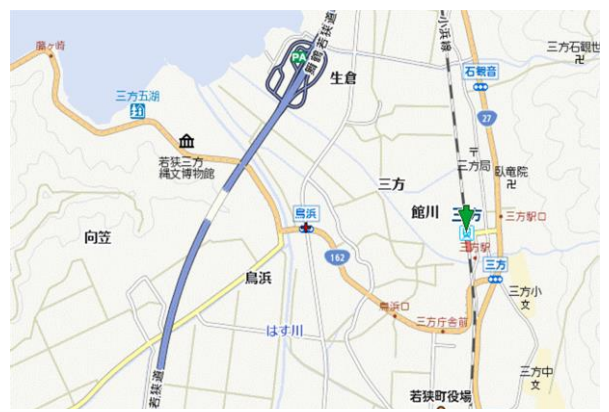 小浜線
舞鶴若狭道
藤ヶ崎
PA
三方石観世
生倉
石観音
三方五湖
27
〒
三方局
若狭三方
縄文博物館
臥竜院
三方
館川
三方
三方駅口
向笠
鳥浜
三方駅
162
三方
鳥浜
三方小
文
鳥浜口
はす川
三方庁舎前
三方中
文
若狭道
若狭町役場